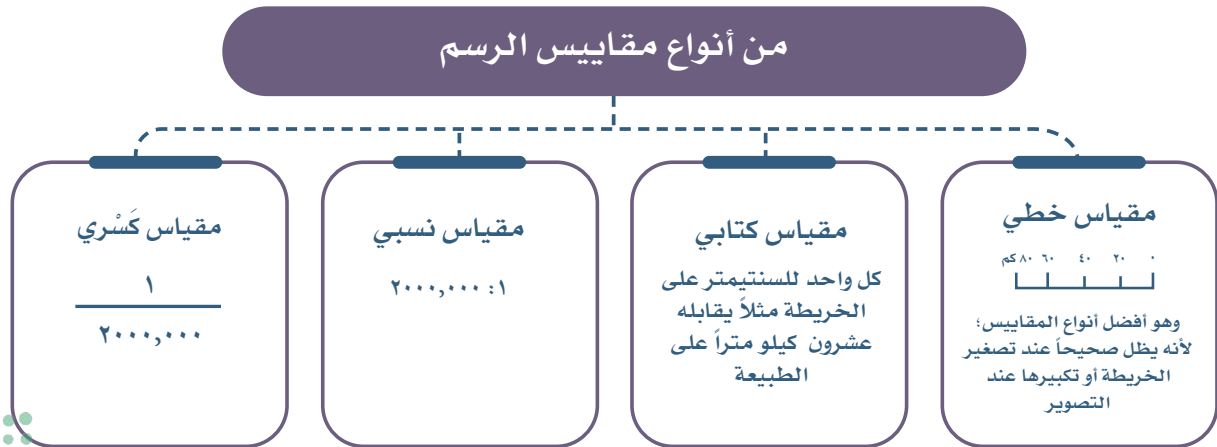 من أنواع مقاييس الرسم
مقياس خطي
٠ ٢٠ ٤٠ ٦٠ ٨٠ كم
وهو أفضل أنواع المقاييس؛
لأنه يظل صحيحاً عند تصغير
الخريطة أو تكبيرها عند
التصوير
مقياس كتابي
كل واحد للسنتيمتر على
الخريطة مثلاً يقابله
عشرون كيلو متراً على
الطبيعة
مقياس نسبي
١: ٢٠٠٠,٠٠٠
مقياس كَسْري
١
٢٠٠٠,٠٠٠